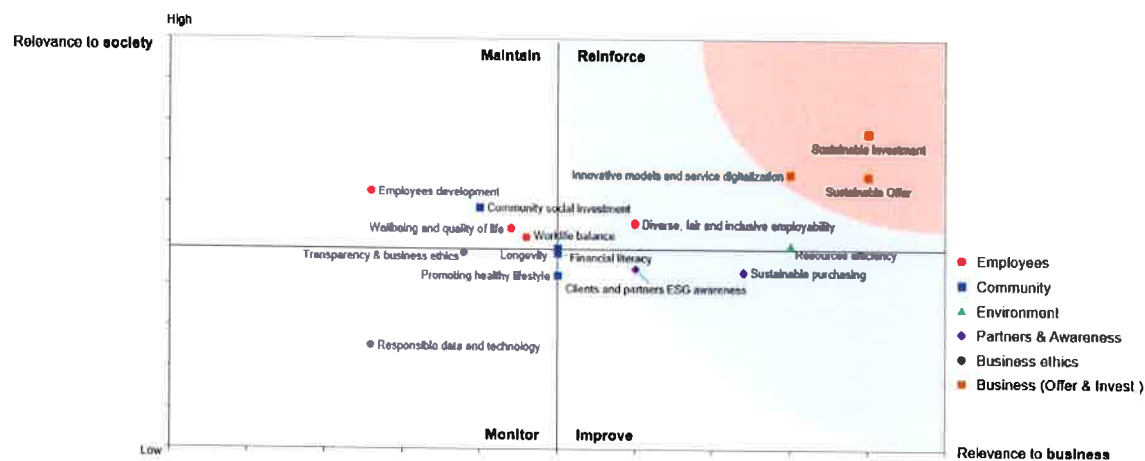 High
Relevance to society
Maintain
Reinforce
Sustainable Investment
Innovative models and service digitalization
Sustainable Offer
Employees development
Community social investment
Wellbeing and quality of life
Diverse, fair and inclusive employability
Worklife balance
Transparency & business ethics
Longevity
Financial literacy
Resources efficiency
Promoting healthy lifestyle
Sustainable purchasing
Clients and partners ESG awareness
Responsible data and technology
Employees
Community
Environment
Partners & Awareness
Business ethics
Business (Offer & Invest )
Monitor
Improve
Low
Relevance to business